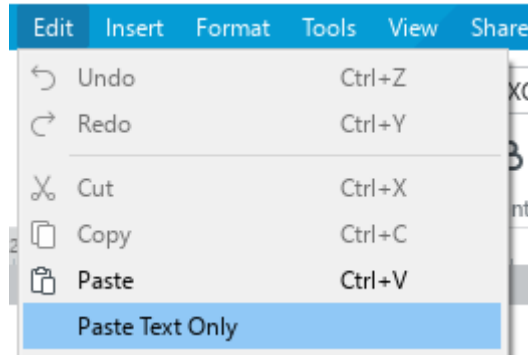 Edit Insert Format Tools View Share
Undo Ctrl+Z
Redo Ctrl+Y
Cut Ctrl+X
Copy Ctrl+C
Paste Ctrl+V
Paste Text Only